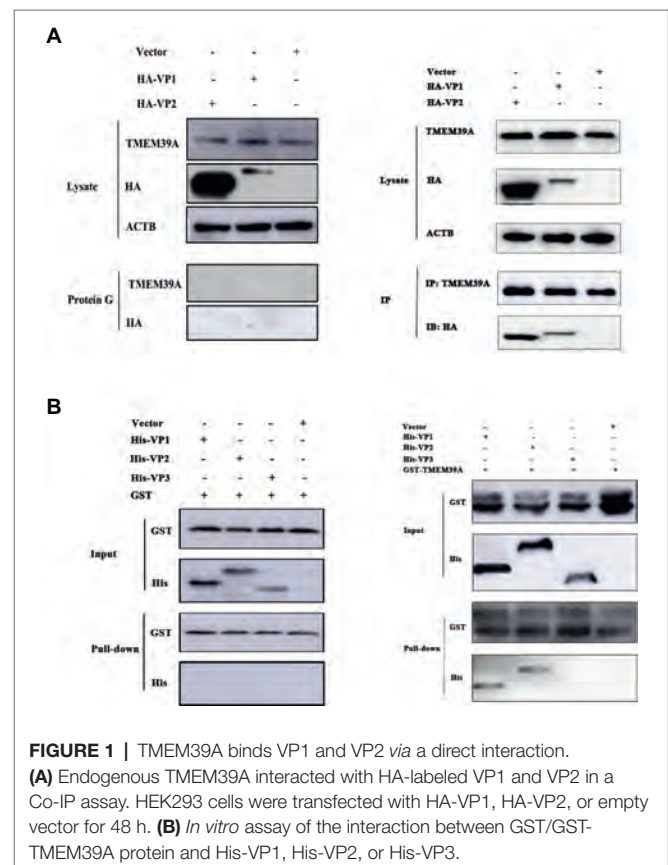 A
Vector - - +
HA-VP1 - + -
HA-VP2 + - -
TMEM39A
Lysate HA
ACTB
TMEM39A
Protein G
HA
Vector - - +
HA-VP1 - + -
HA-VP2 + - -
TMEM39A
Lysate HA
ACTB
IP: TMEM39A
IP
IB: HA
B
Vector - - - +
His-VP1 + - - -
His-VP2 - + - -
His-VP3 - - + -
GST + + + +
GST
Input
His
GST
Pull-down
His
Vector - - - +
His-VP1 + - - -
His-VP2 - + - -
His-VP3 - - + -
GST-TMEM39A + + + +
GST
Input
His
GST
Pull-down
His
FIGURE 1 | TMEM39A binds VP1 and VP2 via a direct interaction.
(A) Endogenous TMEM39A interacted with HA-labeled VP1 and VP2 in a
Co-IP assay. HEK293 cells were transfected with HA-VP1, HA-VP2, or empty
vector for 48 h. (B) In vitro assay of the interaction between GST/GST-
TMEM39A protein and His-VP1, His-VP2, or His-VP3.